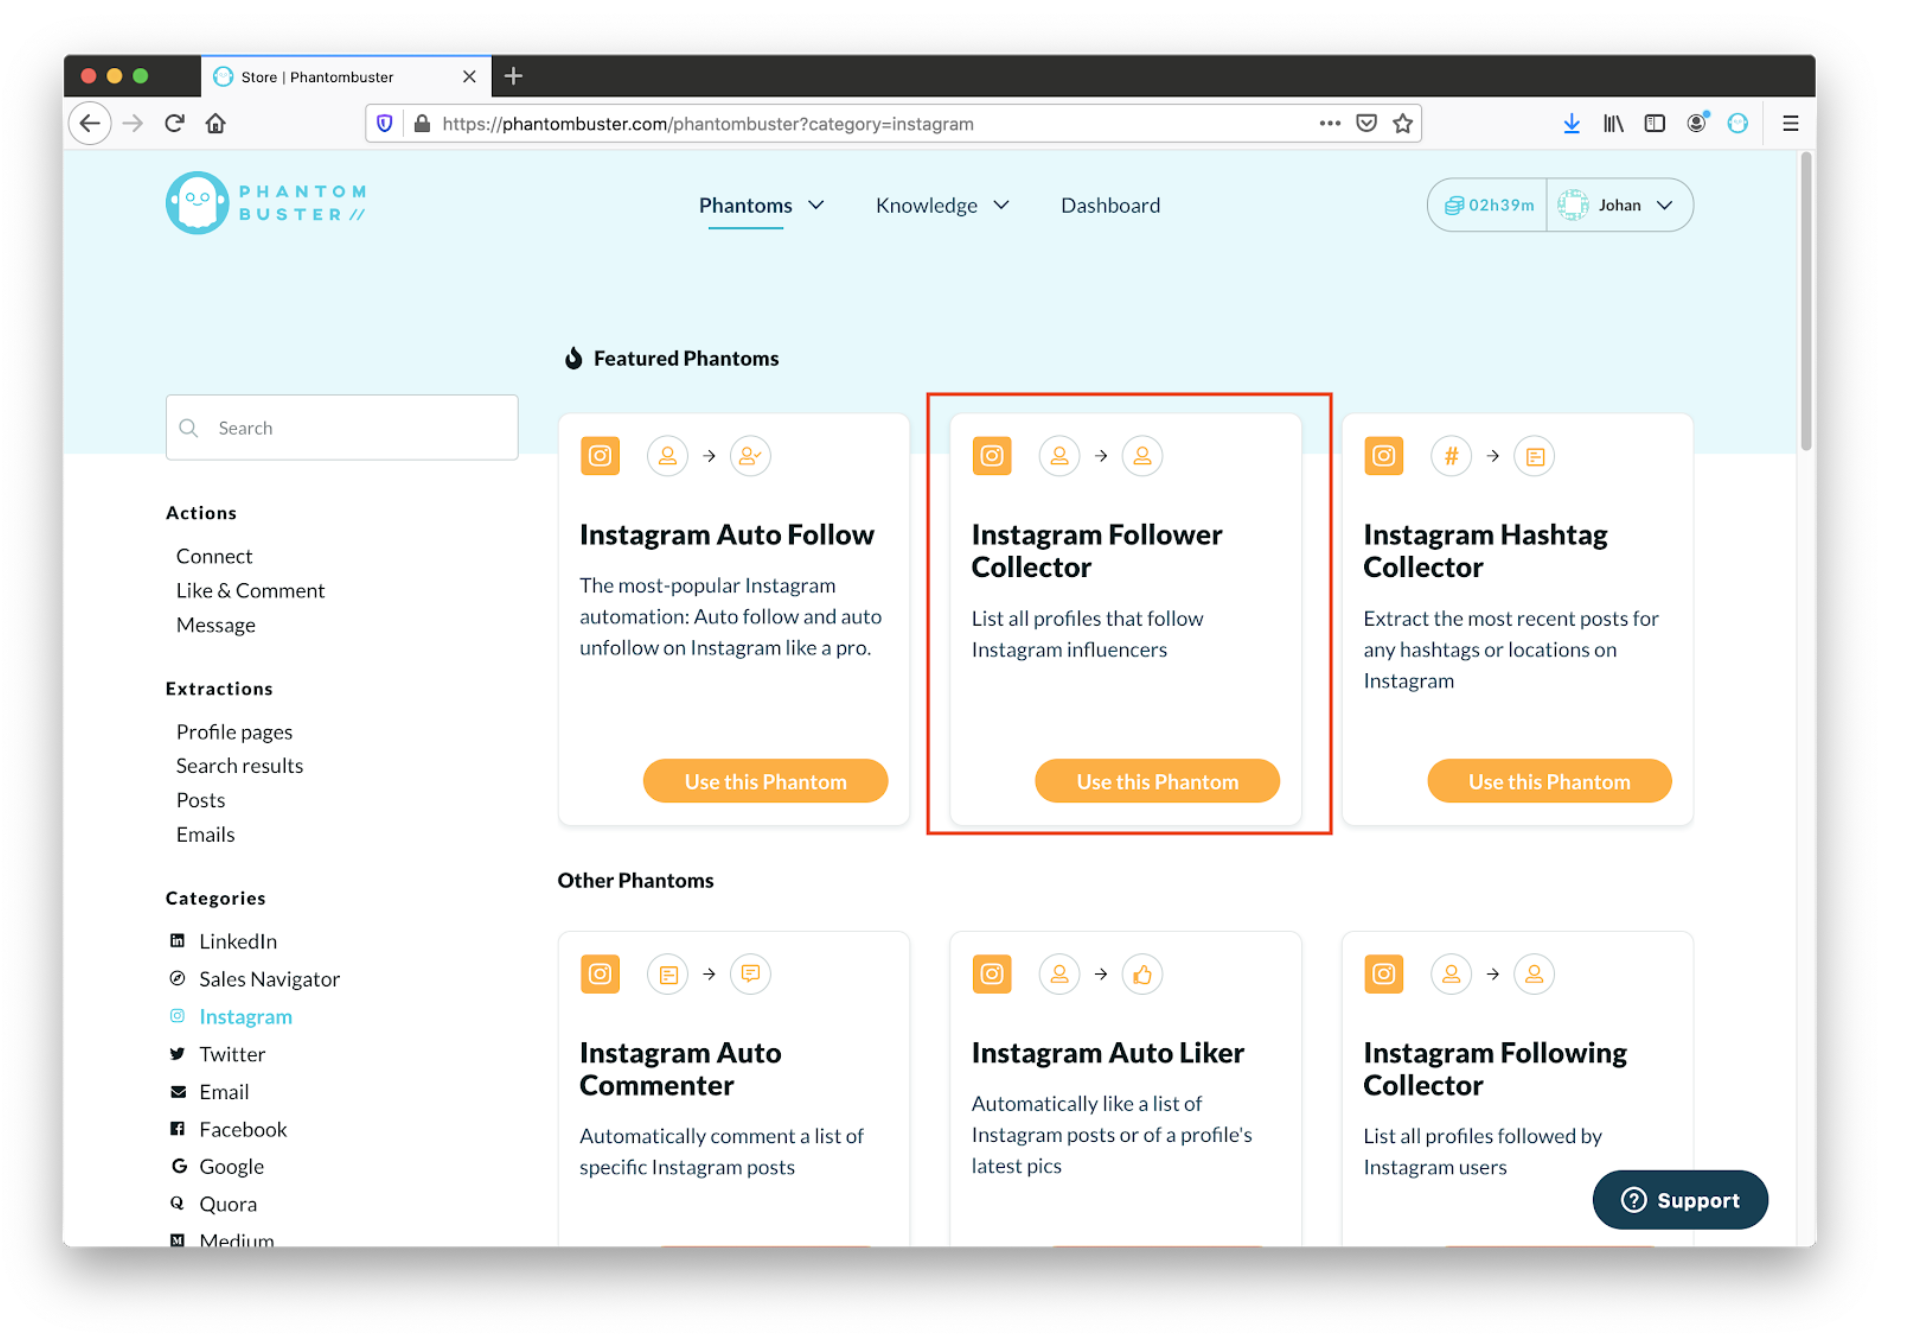 Store | Phantombuster
https://phantombuster.com/phantombuster?category=instagram
PHANTOM
BUSTER //
Phantoms
Knowledge
Dashboard
02h39m
Johan
Featured Phantoms
Search
Actions
Connect
Like & Comment
Message
Extractions
Profile pages
Search results
Posts
Emails
Categories
LinkedIn
Sales Navigator
Instagram
Twitter
Email
Facebook
Google
Quora
Medium
Instagram Auto Follow
The most-popular Instagram
automation: Auto follow and auto
unfollow on Instagram like a pro.
Use this Phantom
Instagram Follower
Collector
List all profiles that follow
Instagram influencers
Use this Phantom
Instagram Hashtag
Collector
Extract the most recent posts for
any hashtags or locations on
Instagram
Use this Phantom
Other Phantoms
Instagram Auto
Commenter
Automatically comment a list of
specific Instagram posts
Instagram Auto Liker
Automatically like a list of
Instagram posts or of a profile's
latest pics
Instagram Following
Collector
List all profiles followed by
Instagram users
Support